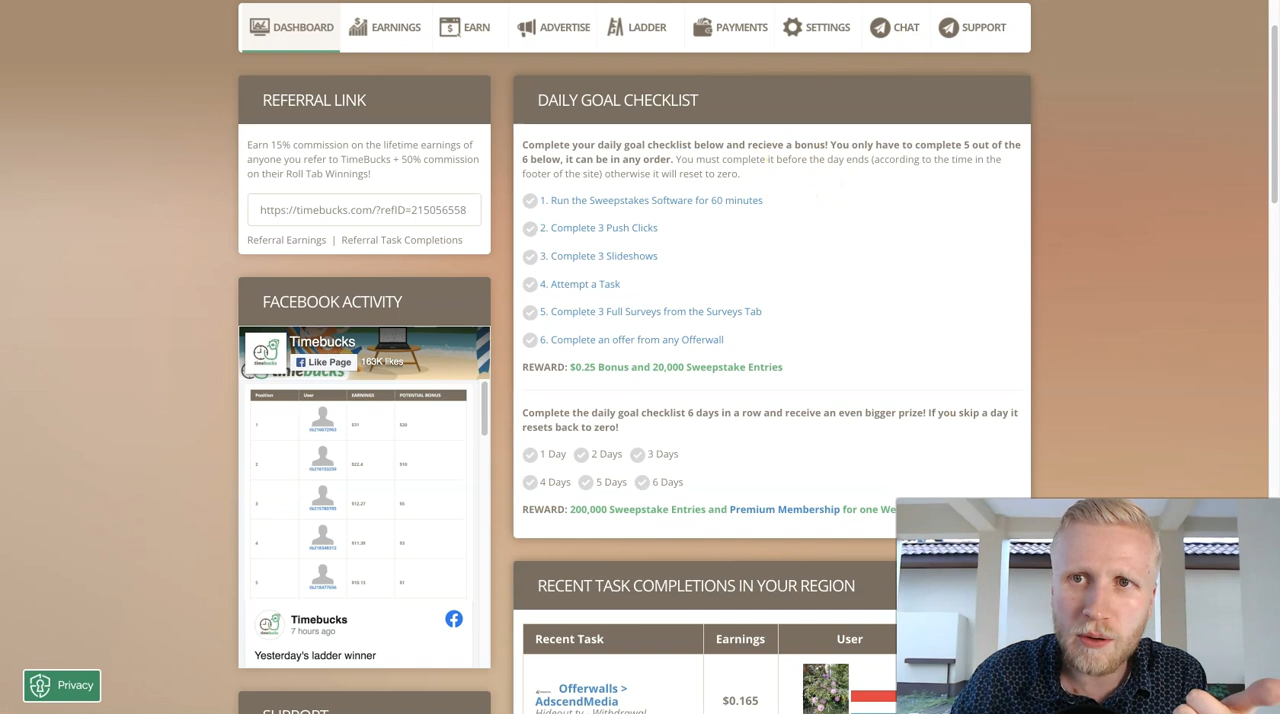 DASHBOARD
EARNINGS
EARN
ADVERTISE
LADDER
PAYMENTS
SETTINGS
CHAT
SUPPORT
REFERRAL LINK
Earn 15% commission on the lifetime earnings of
anyone you refer to TimeBucks + 50% commission
on their Roll Tab Winnings!
https://timebucks.com/?refID=215056558
Referral Earnings | Referral Task Completions
FACEBOOK ACTIVITY
Timebucks
Like Page
163K likes
Position User EARNINGS POTENTIAL BONUS
1
2
3
4
5
Timebucks
7 hours ago
Yesterday's ladder winner
DAILY GOAL CHECKLIST
Complete your daily goal checklist below and recieve a bonus! You only have to complete 5 out of the
6 below, it can be in any order. You must complete it before the day ends (according to the time in the
footer of the site) otherwise it will reset to zero.
1. Run the Sweepstakes Software for 60 minutes
2. Complete 3 Push Clicks
3. Complete 3 Slideshows
4. Attempt a Task
5. Complete 3 Full Surveys from the Surveys Tab
6. Complete an offer from any Offerwall
REWARD: $0.25 Bonus and 20,000 Sweepstake Entries
Complete the daily goal checklist 6 days in a row and receive an even bigger prize! If you skip a day it
resets back to zero!
1 Day 2 Days 3 Days
4 Days 5 Days 6 Days
REWARD: 200,000 Sweepstake Entries and Premium Membership for one We
RECENT TASK COMPLETIONS IN YOUR REGION
Recent Task Earnings User
Offerwalls >
AdscendMedia
$0.165
Privacy